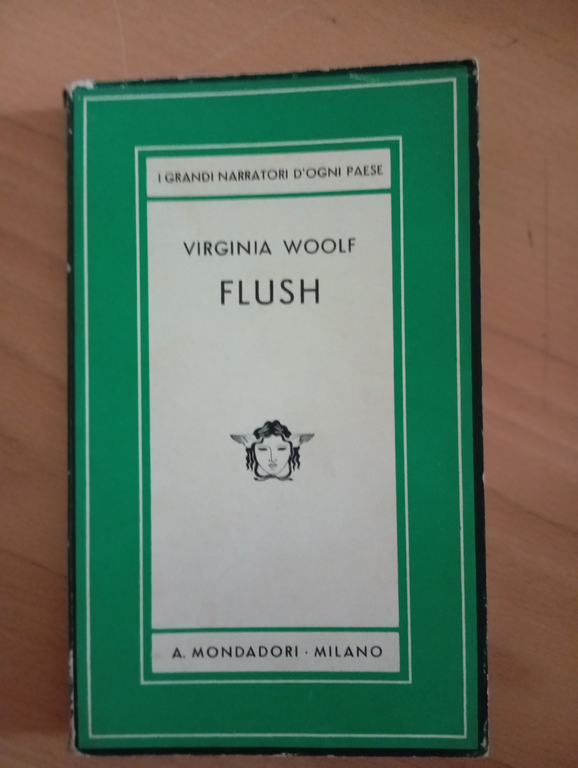 I GRANDI NARRATORI D'OGNI PAESE
VIRGINIA WOOLF
FLUSH
A. MONDADORI · MILANO